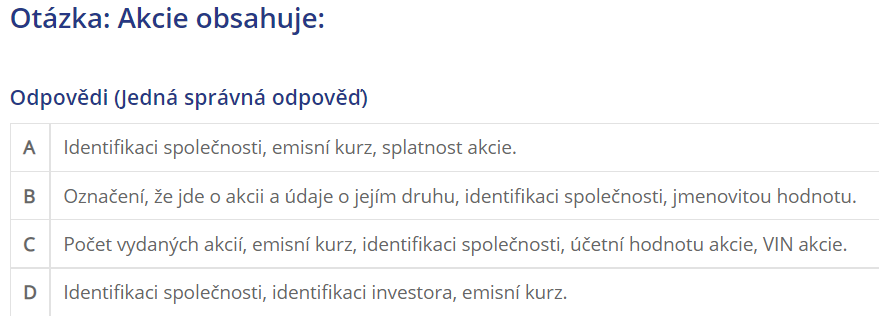 Otázka: Akcie obsahuje:
Odpovědi (Jedná správná odpověď)
A Identifikaci společnosti, emisní kurz, splatnost akcie.
B Označení, že jde o akcii a údaje o jejím druhu, identifikaci společnosti, jmenovitou hodnotu.
C Počet vydaných akcií, emisní kurz, identifikaci společnosti, účetní hodnotu akcie, VIN akcie.
D Identifikaci společnosti, identifikaci investora, emisní kurz.